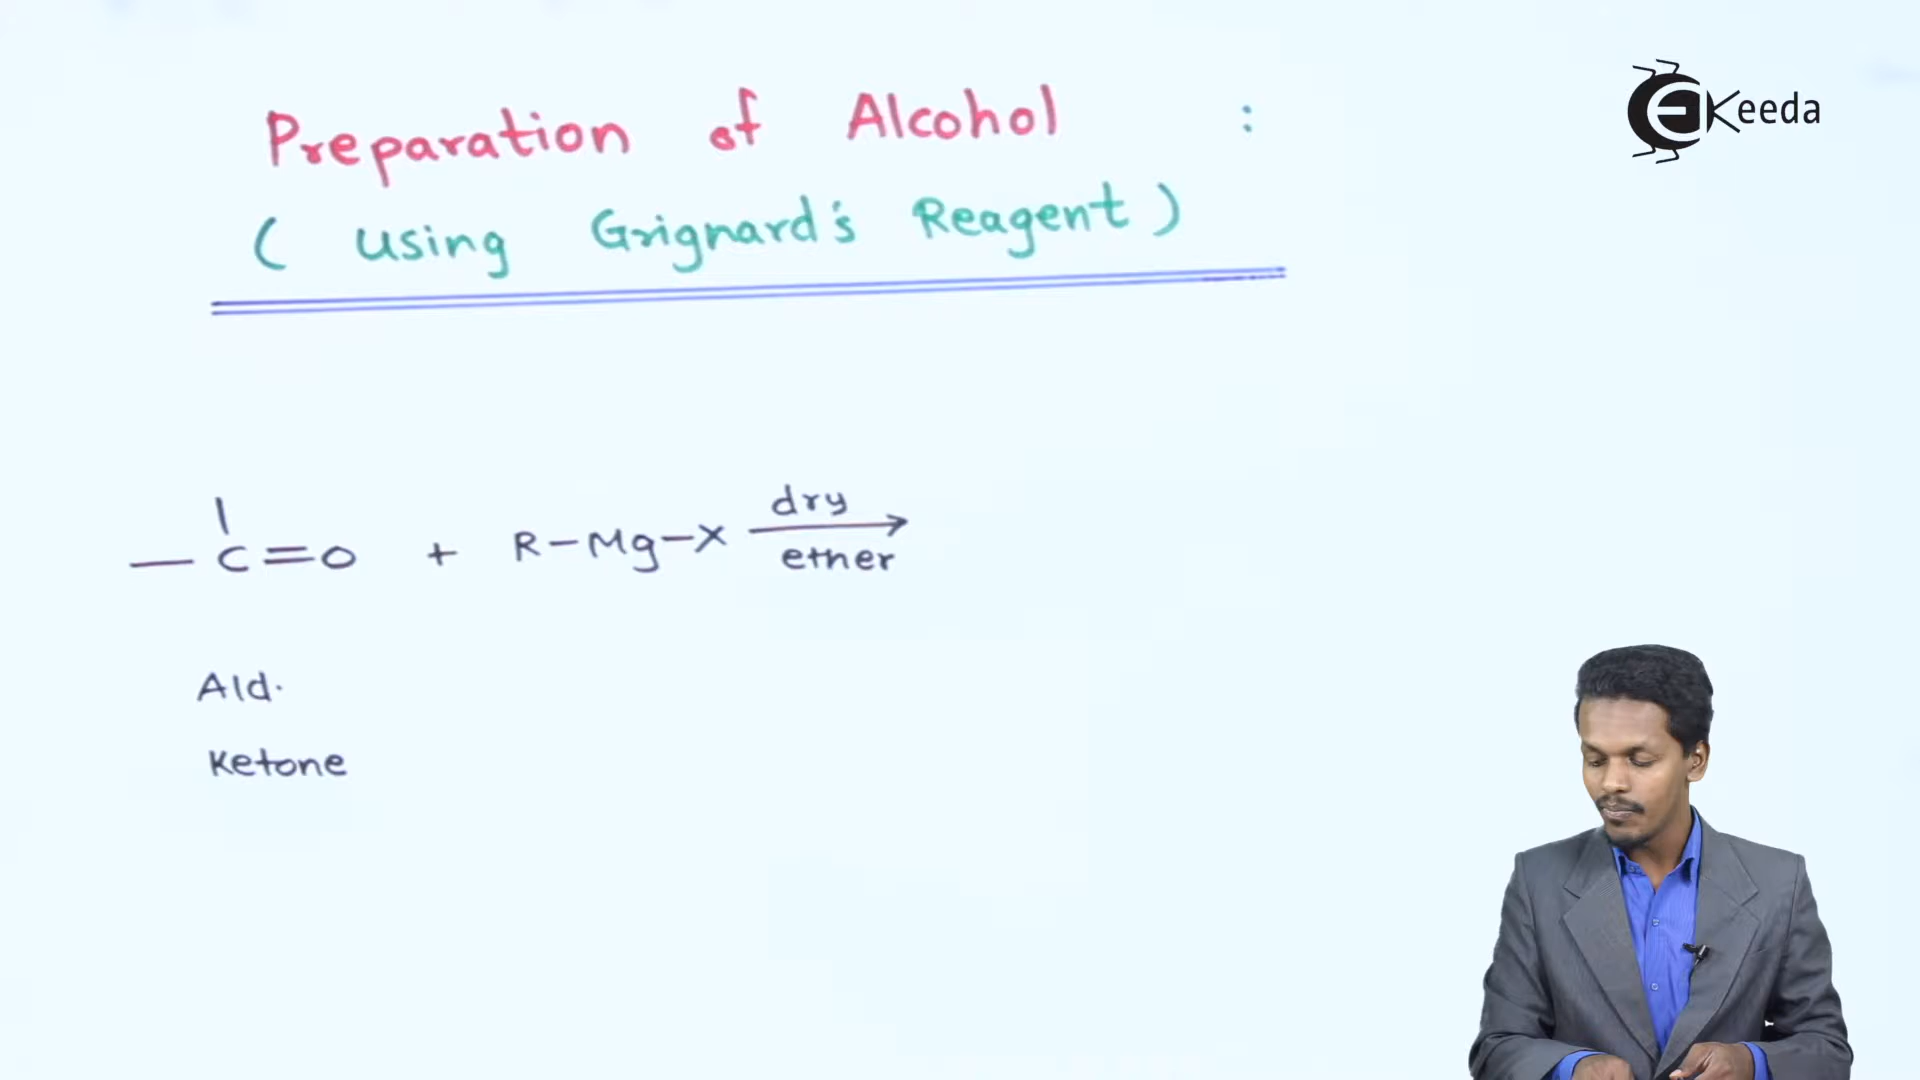 Preparation of Alcohol :
( Using Grignard's Reagent )
EKeeda
|
— C=O + R-Mg-X dry
ether
Ald.
Ketone